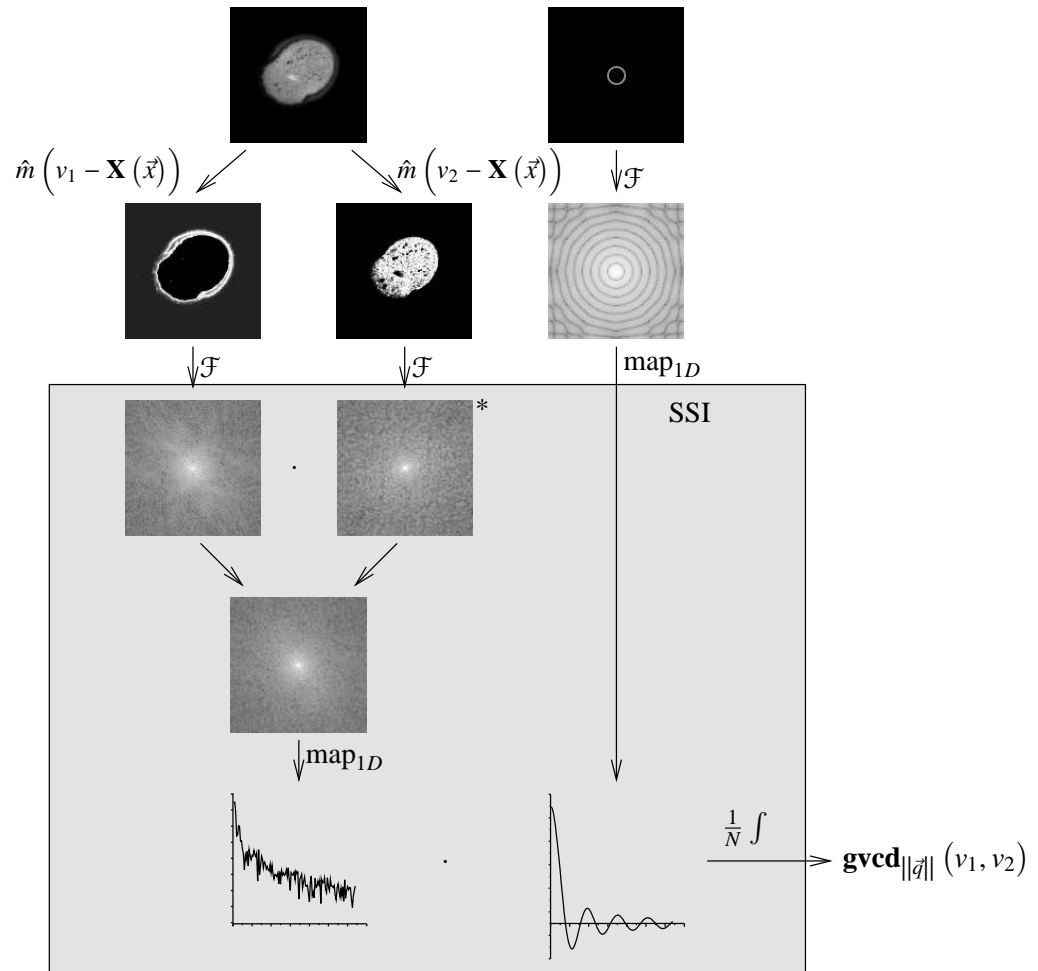 m̂ (v₁ − X (x⃗))
m̂ (v₂ − X (x⃗))
ℱ
ℱ
ℱ
map₁D
SSI
*
·
map₁D
·
1/N ∫
gvcd‖q⃗‖ (v₁, v₂)